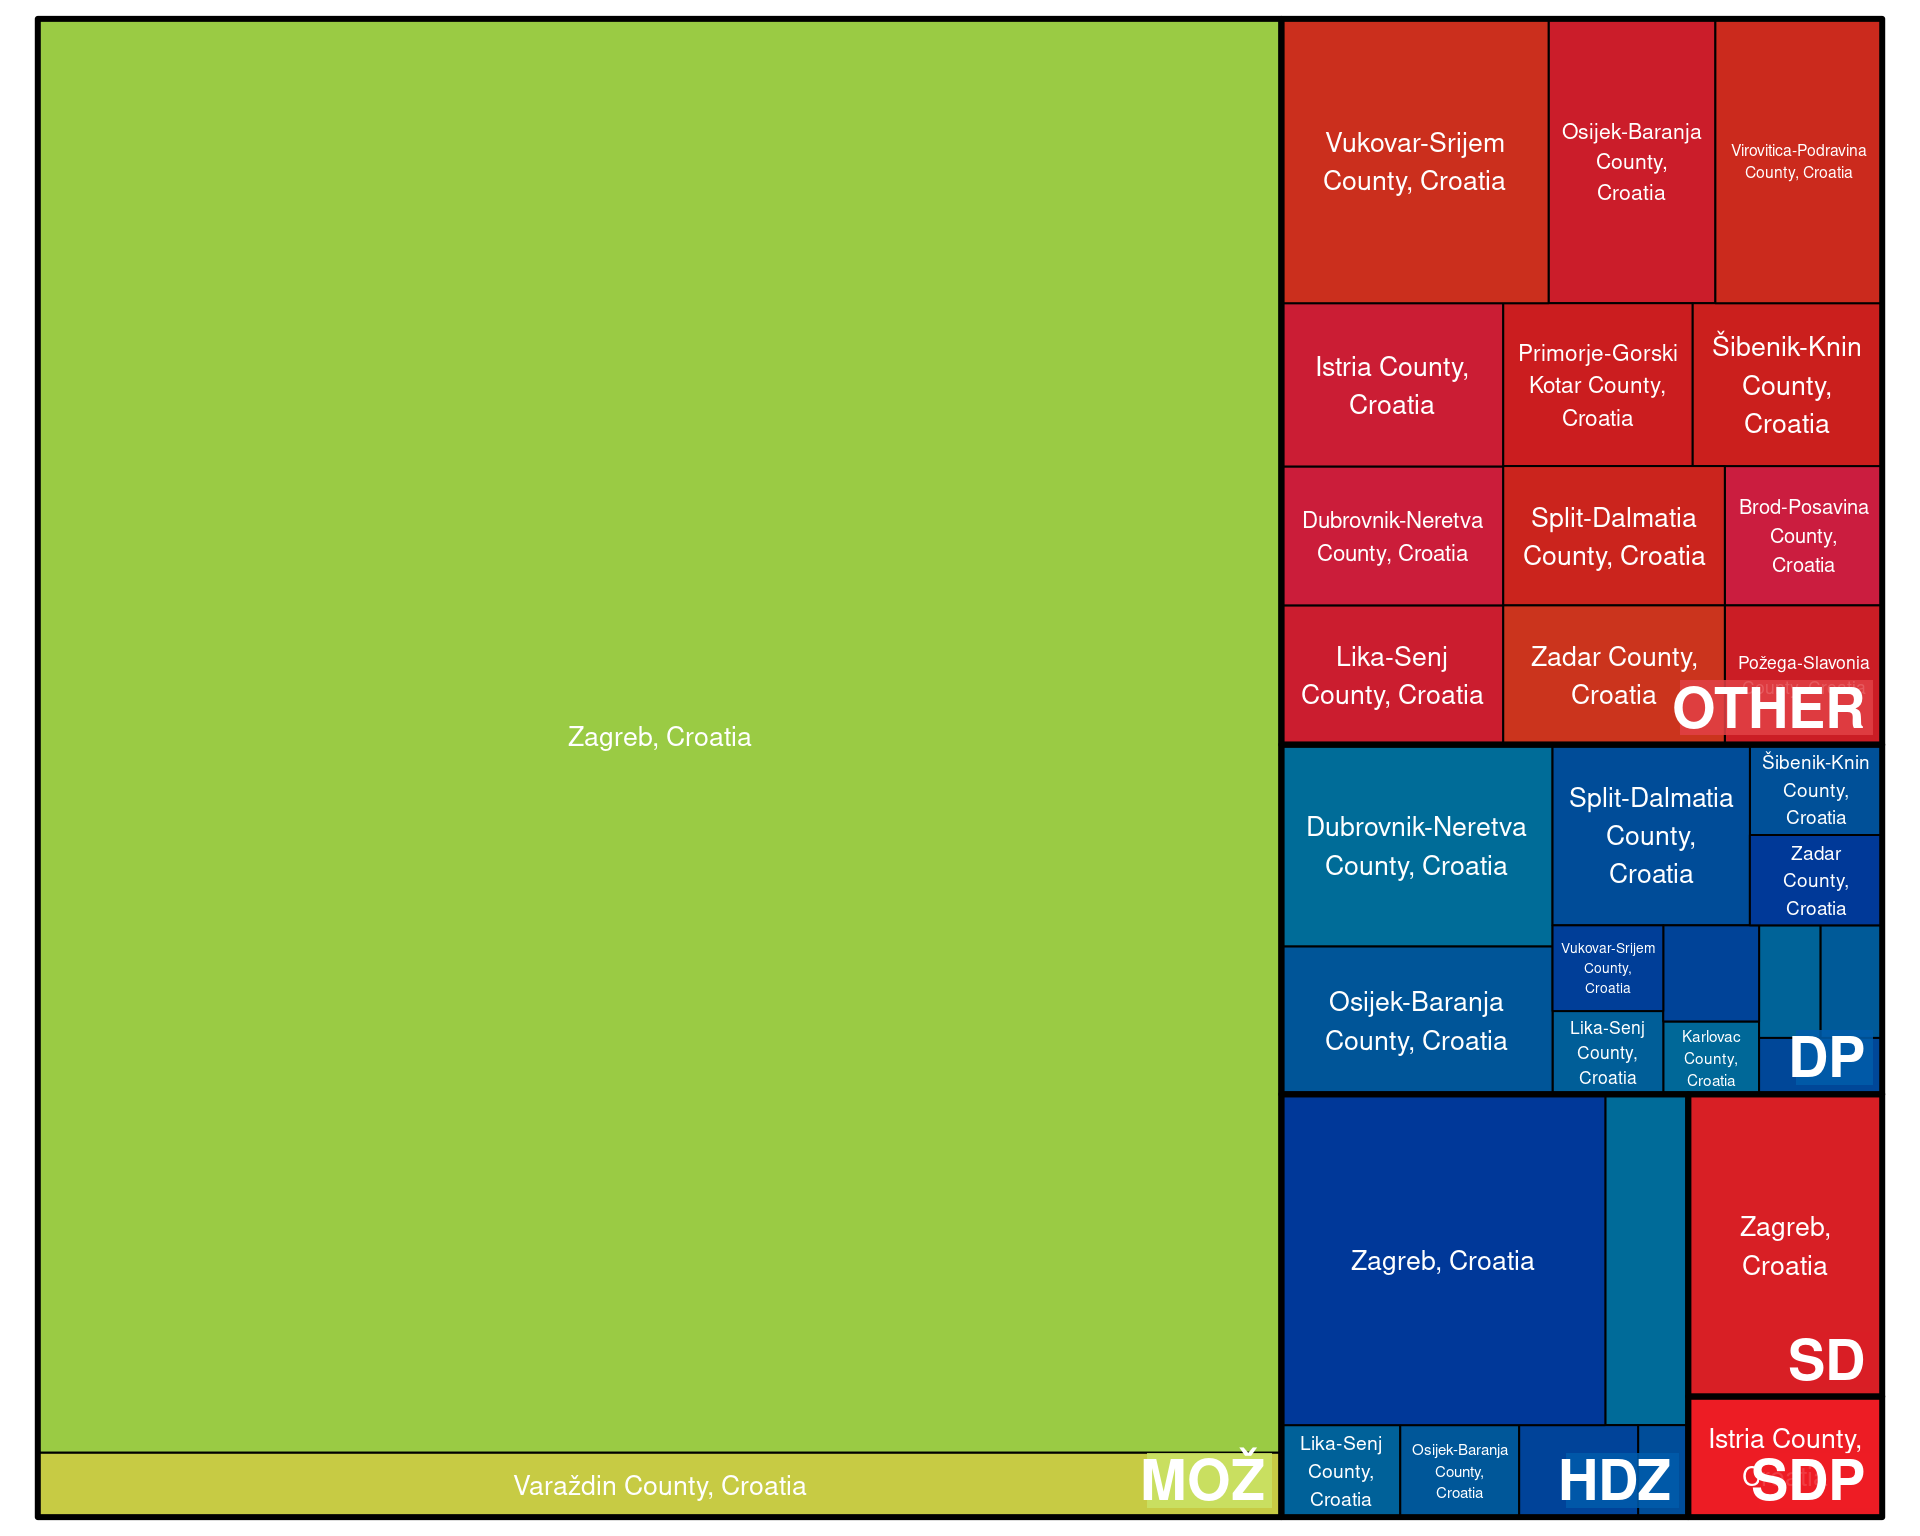 Zagreb, Croatia
Varaždin County, Croatia
MOŽ
Vukovar-Srijem
County, Croatia
Osijek-Baranja
County,
Croatia
Virovitica-Podravina
County, Croatia
Istria County,
Croatia
Primorje-Gorski
Kotar County,
Croatia
Šibenik-Knin
County,
Croatia
Dubrovnik-Neretva
County, Croatia
Split-Dalmatia
County, Croatia
Brod-Posavina
County,
Croatia
Lika-Senj
County, Croatia
Zadar County,
Croatia
Požega-Slavonia
County, Croatia
OTHER
Dubrovnik-Neretva
County, Croatia
Split-Dalmatia
County,
Croatia
Šibenik-Knin
County,
Croatia
Zadar
County,
Croatia
Osijek-Baranja
County, Croatia
Vukovar-Srijem
County,
Croatia
Lika-Senj
County,
Croatia
Karlovac
County,
Croatia
DP
Zagreb, Croatia
Lika-Senj
County,
Croatia
Osijek-Baranja
County,
Croatia
HDZ
Zagreb,
Croatia
SD
Istria County,
SDP